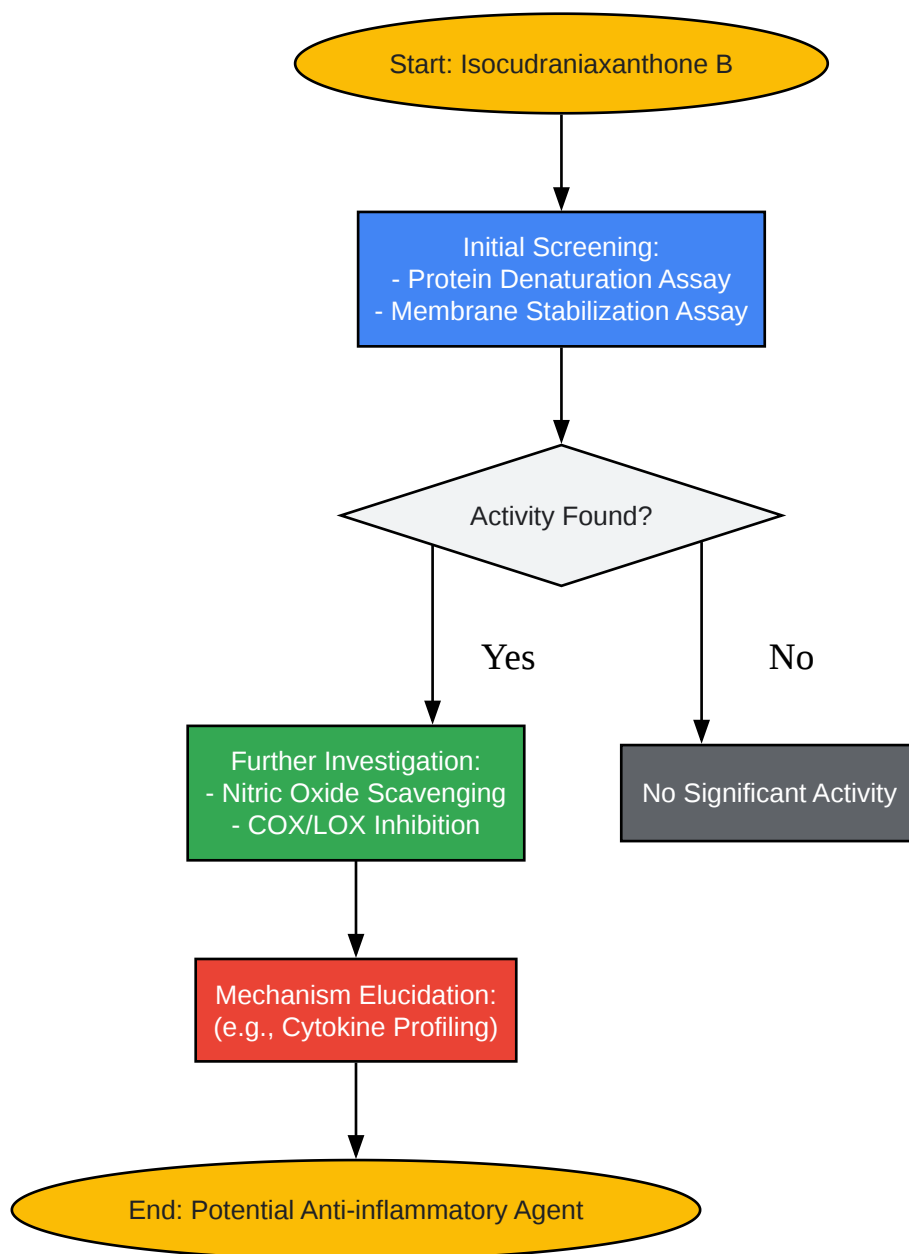 Start: Isocudraniaxanthone B
Initial Screening:
- Protein Denaturation Assay
- Membrane Stabilization Assay
Activity Found?
Yes
No
Further Investigation:
- Nitric Oxide Scavenging
- COX/LOX Inhibition
No Significant Activity
Mechanism Elucidation:
(e.g., Cytokine Profiling)
End: Potential Anti-inflammatory Agent